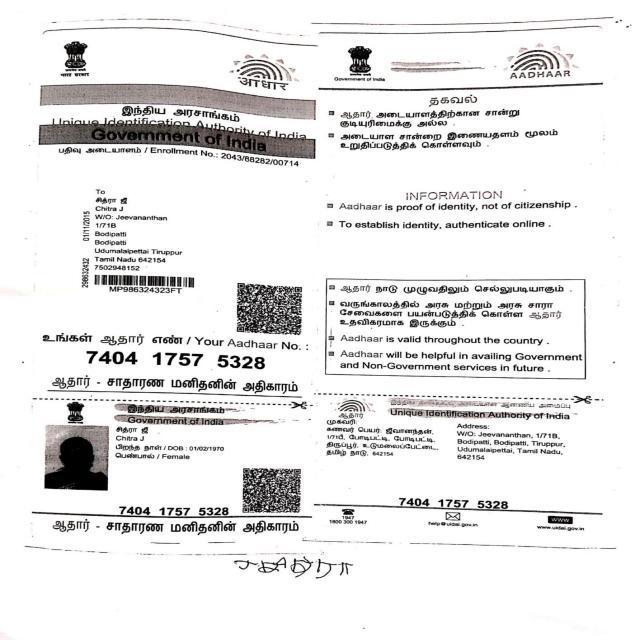 भारत सरकार
आधार
இந்திய அரசாங்கம்
Unique Identification Authority of India
Government of India
பதிவு அடையாளம் / Enrollment No.: 2043/88282/00714
To
சித்ரா ஜீ
Chitra J
W/O: Jeevananthan
1/71B
Bodipatti
Bodipatti
Udumalaipettai Tiruppur
Tamil Nadu 642154
7502948152
298632432 01/11/2015
MP986324323FT
உங்கள் ஆதார் எண் / Your Aadhaar No. :
7404 1757 5328
ஆதார் - சாதாரண மனிதனின் அதிகாரம்
Government of India
AADHAAR
தகவல்
ஆதார் அடையாளத்திற்கான சான்று
குடியுரிமைக்கு அல்ல .
அடையாள சான்றை இணையதளம் மூலம்
உறுதிப்படுத்திக் கொள்ளவும் .
INFORMATION
Aadhaar is proof of identity, not of citizenship .
To establish identity, authenticate online .
ஆதார் நாடு முழுவதிலும் செல்லுபடியாகும் .
வருங்காலத்தில் அரசு மற்றும் அரசு சாரா
சேவைகளை பயன்படுத்திக் கொள்ள ஆதார்
உதவிகரமாக இருக்கும் .
Aadhaar is valid throughout the country .
Aadhaar will be helpful in availing Government
and Non-Government services in future .
இந்திய அரசாங்கம்
Government of India
சித்ரா ஜீ
Chitra J
பிறந்த நாள் / DOB : 01/02/1970
பெண்பால் / Female
7404 1757 5328
ஆதார் - சாதாரண மனிதனின் அதிகாரம்
Unique Identification Authority of India
ஆதார்
முகவரி:
கணவர் பெயர்: ஜீவானந்தன்,
1/71பி, போடிபட்டி, போடிபட்டி,
திருப்பூர், உடுமலைப்பேட்டை,
தமிழ் நாடு, 642154
Address:
W/O: Jeevananthan, 1/71B,
Bodipatti, Bodipatti, Tiruppur,
Udumalaipettai, Tamil Nadu,
642154
7404 1757 5328
1947
1800 300 1947
help@uidai.gov.in
WWW
www.uidai.gov.in